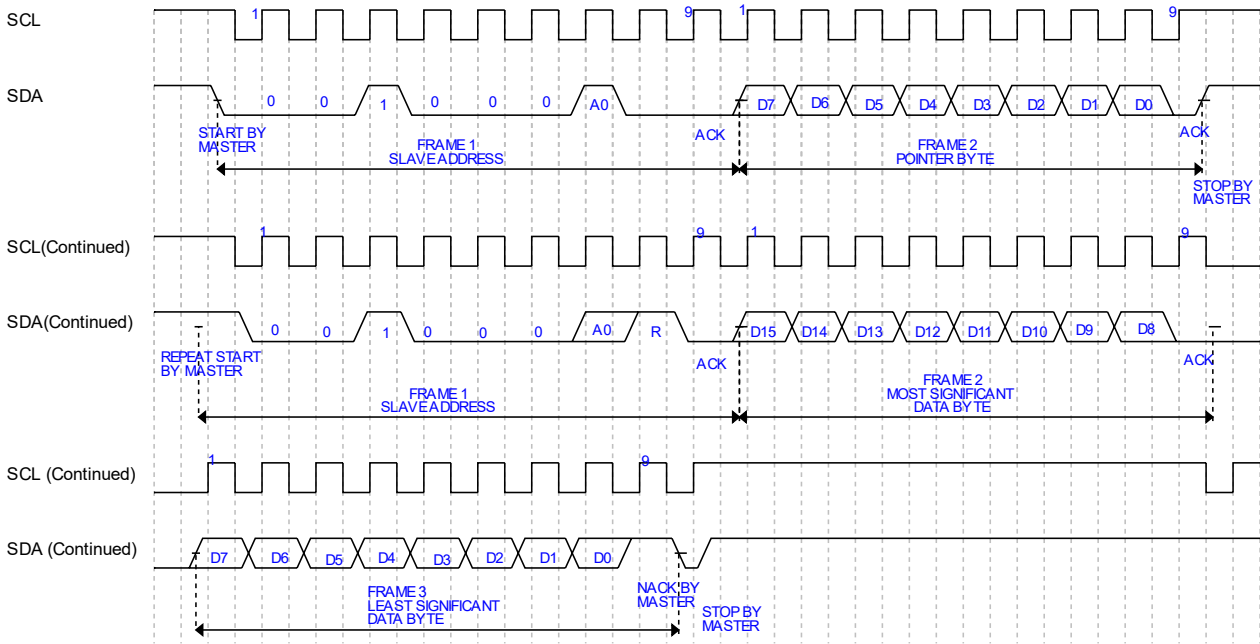 SCL 1 9 1 9
SDA 0 0 1 0 0 0 A0 D7 D6 D5 D4 D3 D2 D1 D0
START BY
MASTER
FRAME 1
SLAVE ADDRESS
ACK
FRAME 2
POINTER BYTE
ACK
STOP BY
MASTER
SCL(Continued) 1 9 1 9
SDA(Continued) 0 0 1 0 0 0 A0 R D15 D14 D13 D12 D11 D10 D9 D8
REPEAT START
BY MASTER
FRAME 1
SLAVE ADDRESS
ACK
FRAME 2
MOST SIGNIFICANT
DATA BYTE
ACK
SCL (Continued) 1 9
SDA (Continued) D7 D6 D5 D4 D3 D2 D1 D0
FRAME 3
LEAST SIGNIFICANT
DATA BYTE
NACK BY
MASTER
STOP BY
MASTER